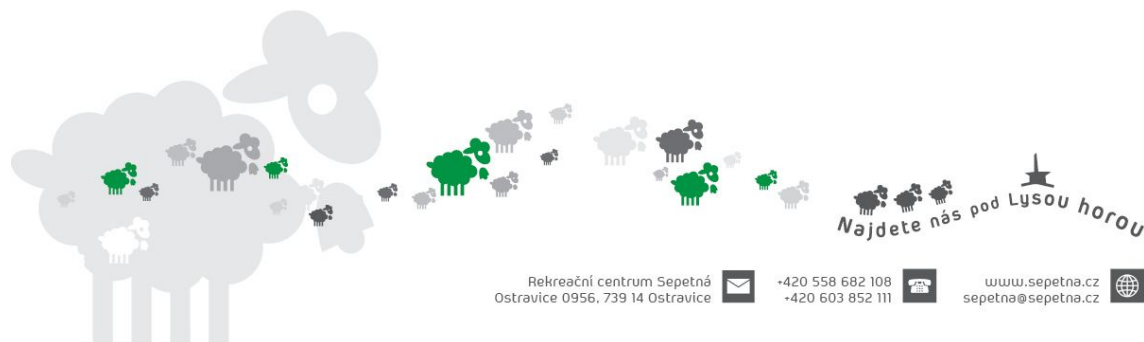 Najdete nás pod Lysou horou
Rekreační centrum Sepetná
Ostravice 0956, 739 14 Ostravice
+420 558 682 108
+420 603 852 111
www.sepetna.cz
sepetna@sepetna.cz